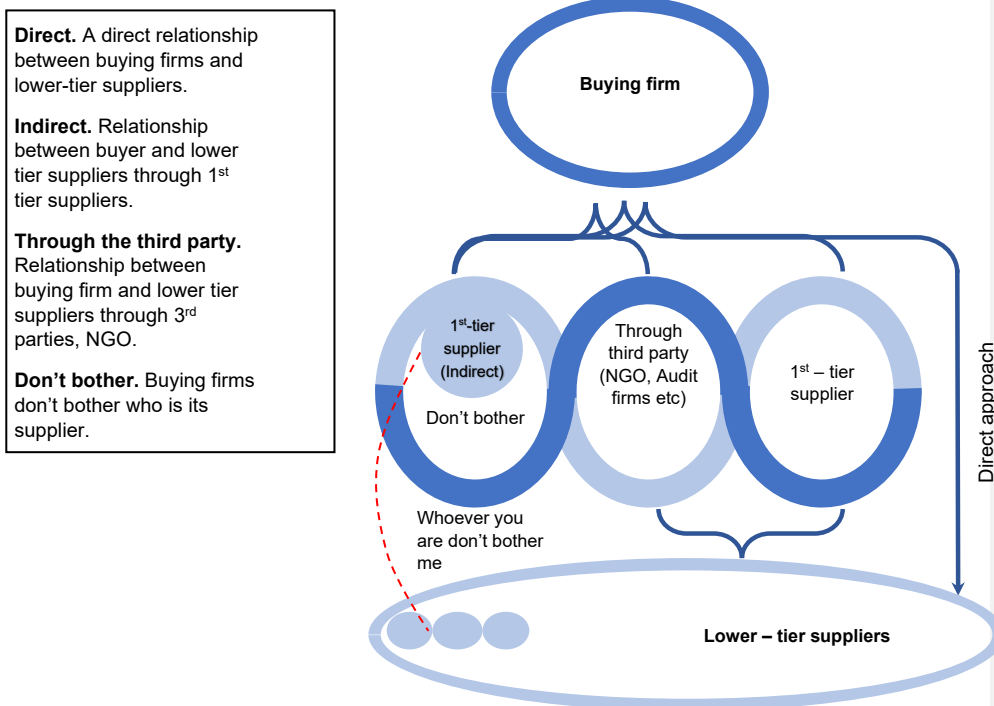 Direct. A direct relationship
between buying firms and
lower-tier suppliers.
Indirect. Relationship
between buyer and lower
tier suppliers through 1st
tier suppliers.
Through the third party.
Relationship between
buying firm and lower tier
suppliers through 3rd
parties, NGO.
Don’t bother. Buying firms
don’t bother who is its
supplier.
Buying firm
1st-tier
supplier
(Indirect)
Don’t bother
Through
third party
(NGO, Audit
firms etc)
1st – tier
supplier
Direct approach
Whoever you
are don’t bother
me
Lower – tier suppliers